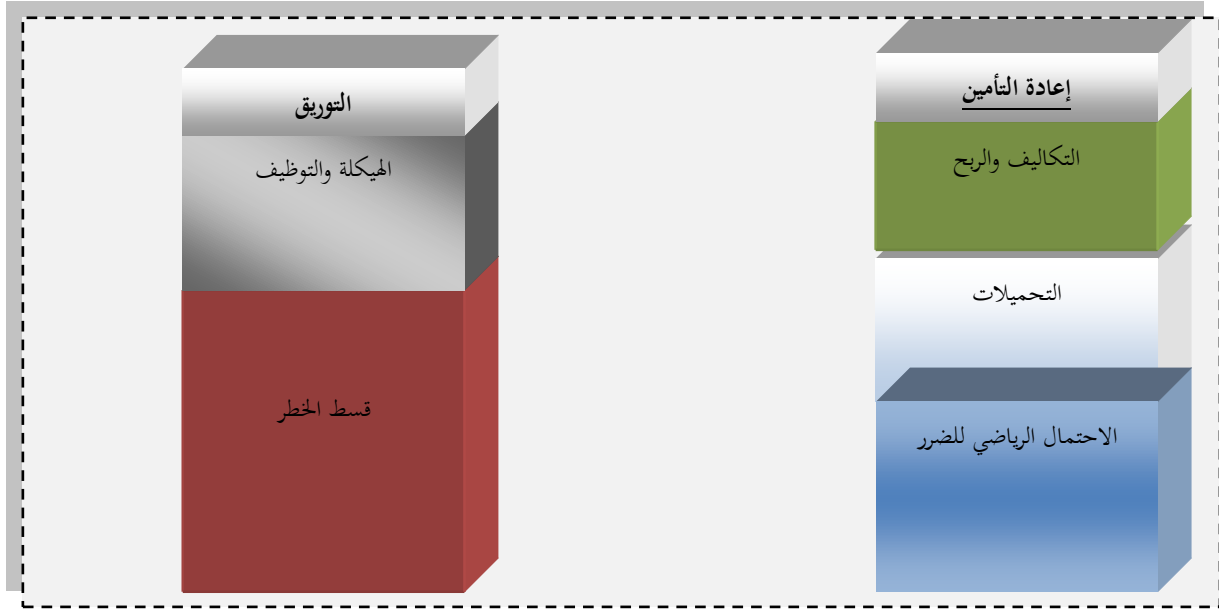 إعادة التأمين
التكاليف والربح
التحميلات
الاحتمال الرياضي للضرر
التوريق
الهيكلة والتوظيف
قسط الخطر